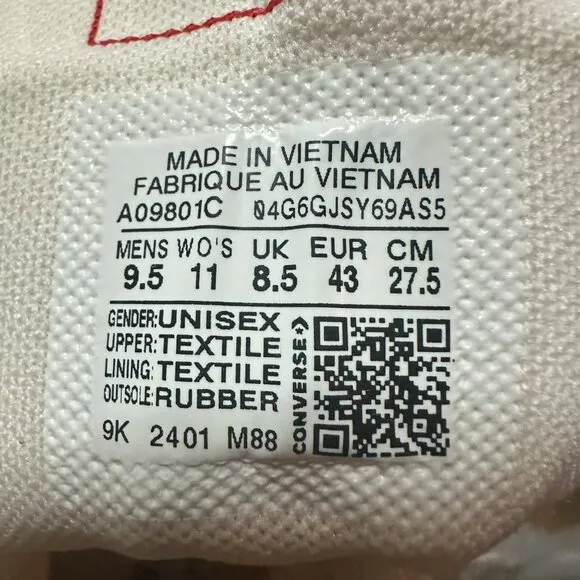 MADE IN VIETNAM
FABRIQUE AU VIETNAM
A09801C 04G6GJSY69AS5
MENS WO'S UK EUR CM
9.5 11 8.5 43 27.5
GENDER:UNISEX
UPPER:TEXTILE
LINING:TEXTILE
OUTSOLE:RUBBER
CONVERSE
9K 2401 M88